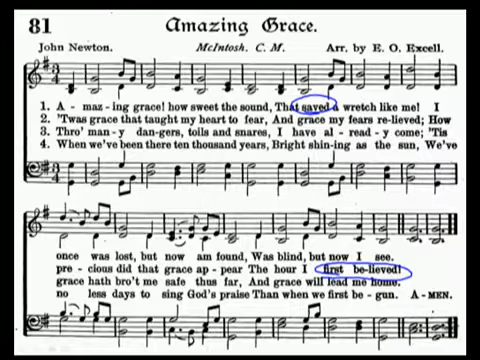 81
Amazing Grace.
John Newton. McIntosh. C. M. Arr. by E. O. Excell.
1. A - maz - ing grace! how sweet the sound, That saved a wretch like me! I
2. 'Twas grace that taught my heart to fear, And grace my fears re-lieved; How
3. Thro' man - y dan-gers, toils and snares, I have al - read - y come; 'Tis
4. When we've been there ten thousand years, Bright shin-ing as the sun, We've
once was lost, but now am found, Was blind, but now I see.
pre - cious did that grace ap - pear The hour I first be-lieved!
grace hath bro't me safe thus far, And grace will lead me home.
no less days to sing God's praise Than when we first be - gun. A-MEN.